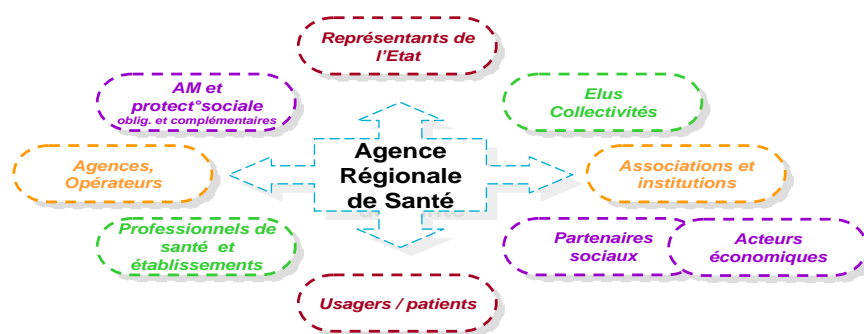 Représentants de
l'Etat
AM et
protect°sociale
oblig. et complémentaires
Elus
Collectivités
Agences,
Opérateurs
Agence
Régionale
de Santé
Associations et
institutions
Professionnels de
santé et
établissements
Partenaires
sociaux
Acteurs
économiques
Usagers / patients